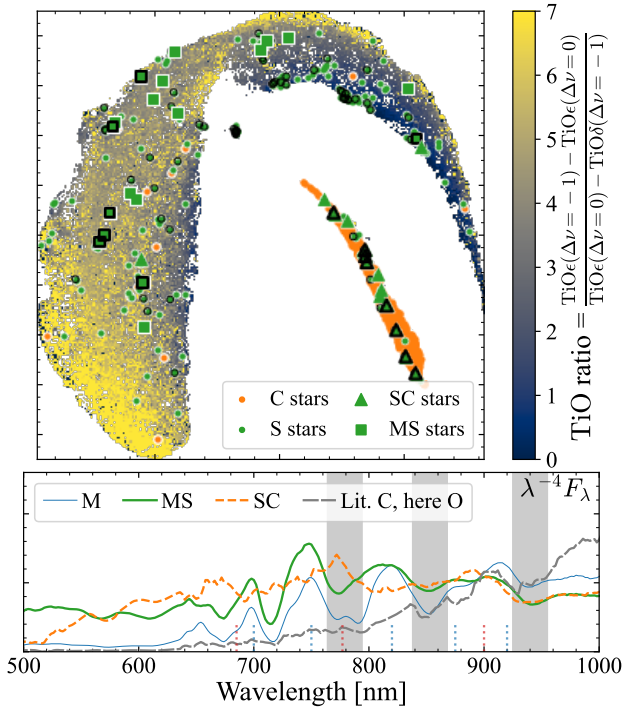 7
6
5
4
3
2
1
0
TiO ratio = TiOϵ(Δν = −1) − TiOϵ(Δν = 0) / TiOϵ(Δν = 0) − TiOδ(Δν = −1)
C stars
SC stars
S stars
MS stars
M
MS
SC
Lit. C, here O
λ⁻⁴F_λ
500
600
700
800
900
1000
Wavelength [nm]